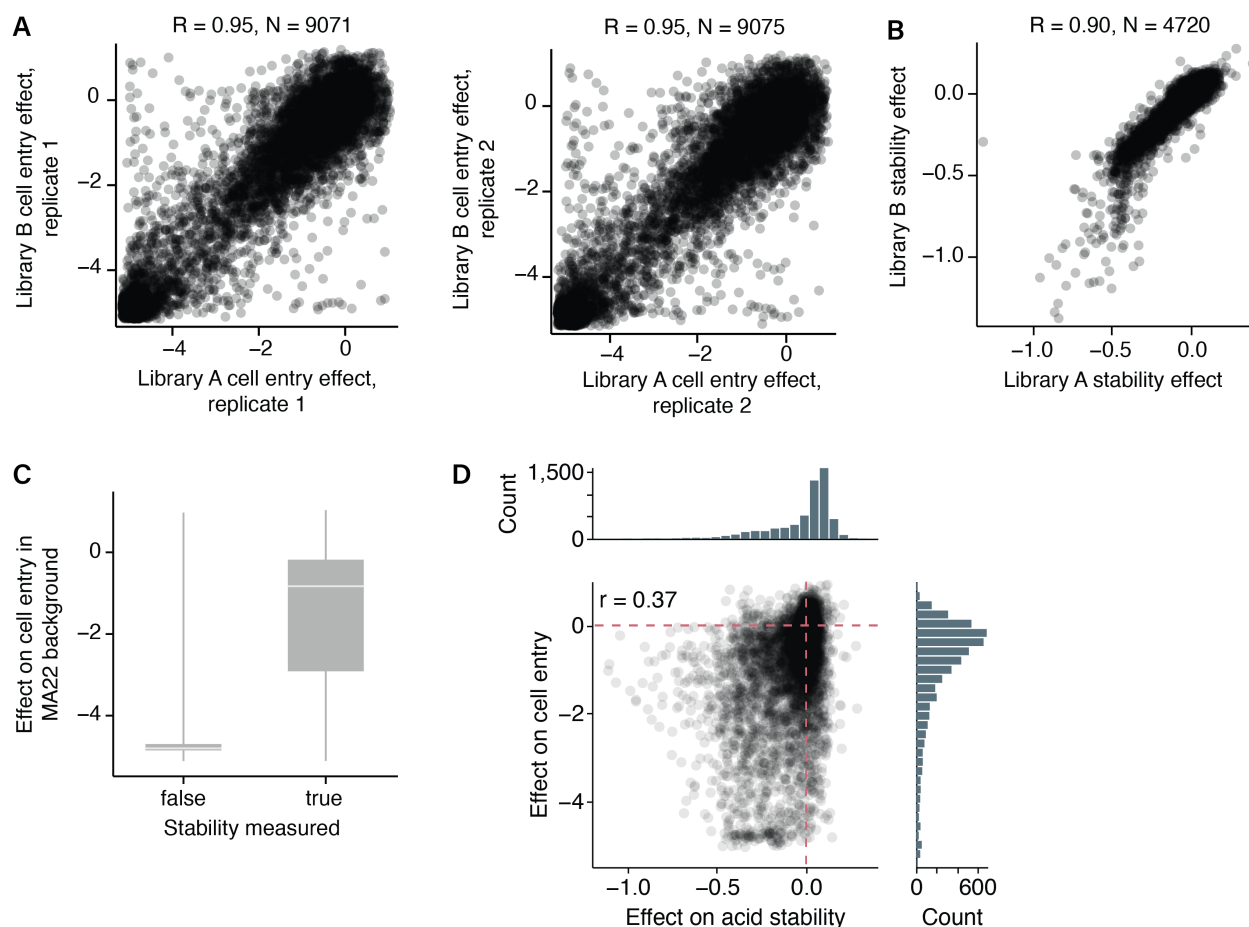 A
R = 0.95, N = 9071
Library B cell entry effect,
replicate 1
0
−2
−4
−4
−2
0
Library A cell entry effect,
replicate 1
R = 0.95, N = 9075
Library B cell entry effect,
replicate 2
0
−2
−4
−4
−2
0
Library A cell entry effect,
replicate 2
B
R = 0.90, N = 4720
Library B stability effect
0.0
−0.5
−1.0
−1.0
−0.5
0.0
Library A stability effect
C
Effect on cell entry in
MA22 background
0
−2
−4
false
true
Stability measured
D
Count
1,500
0
r = 0.37
Effect on cell entry
0
−2
−4
−1.0
−0.5
0.0
Effect on acid stability
0
600
Count